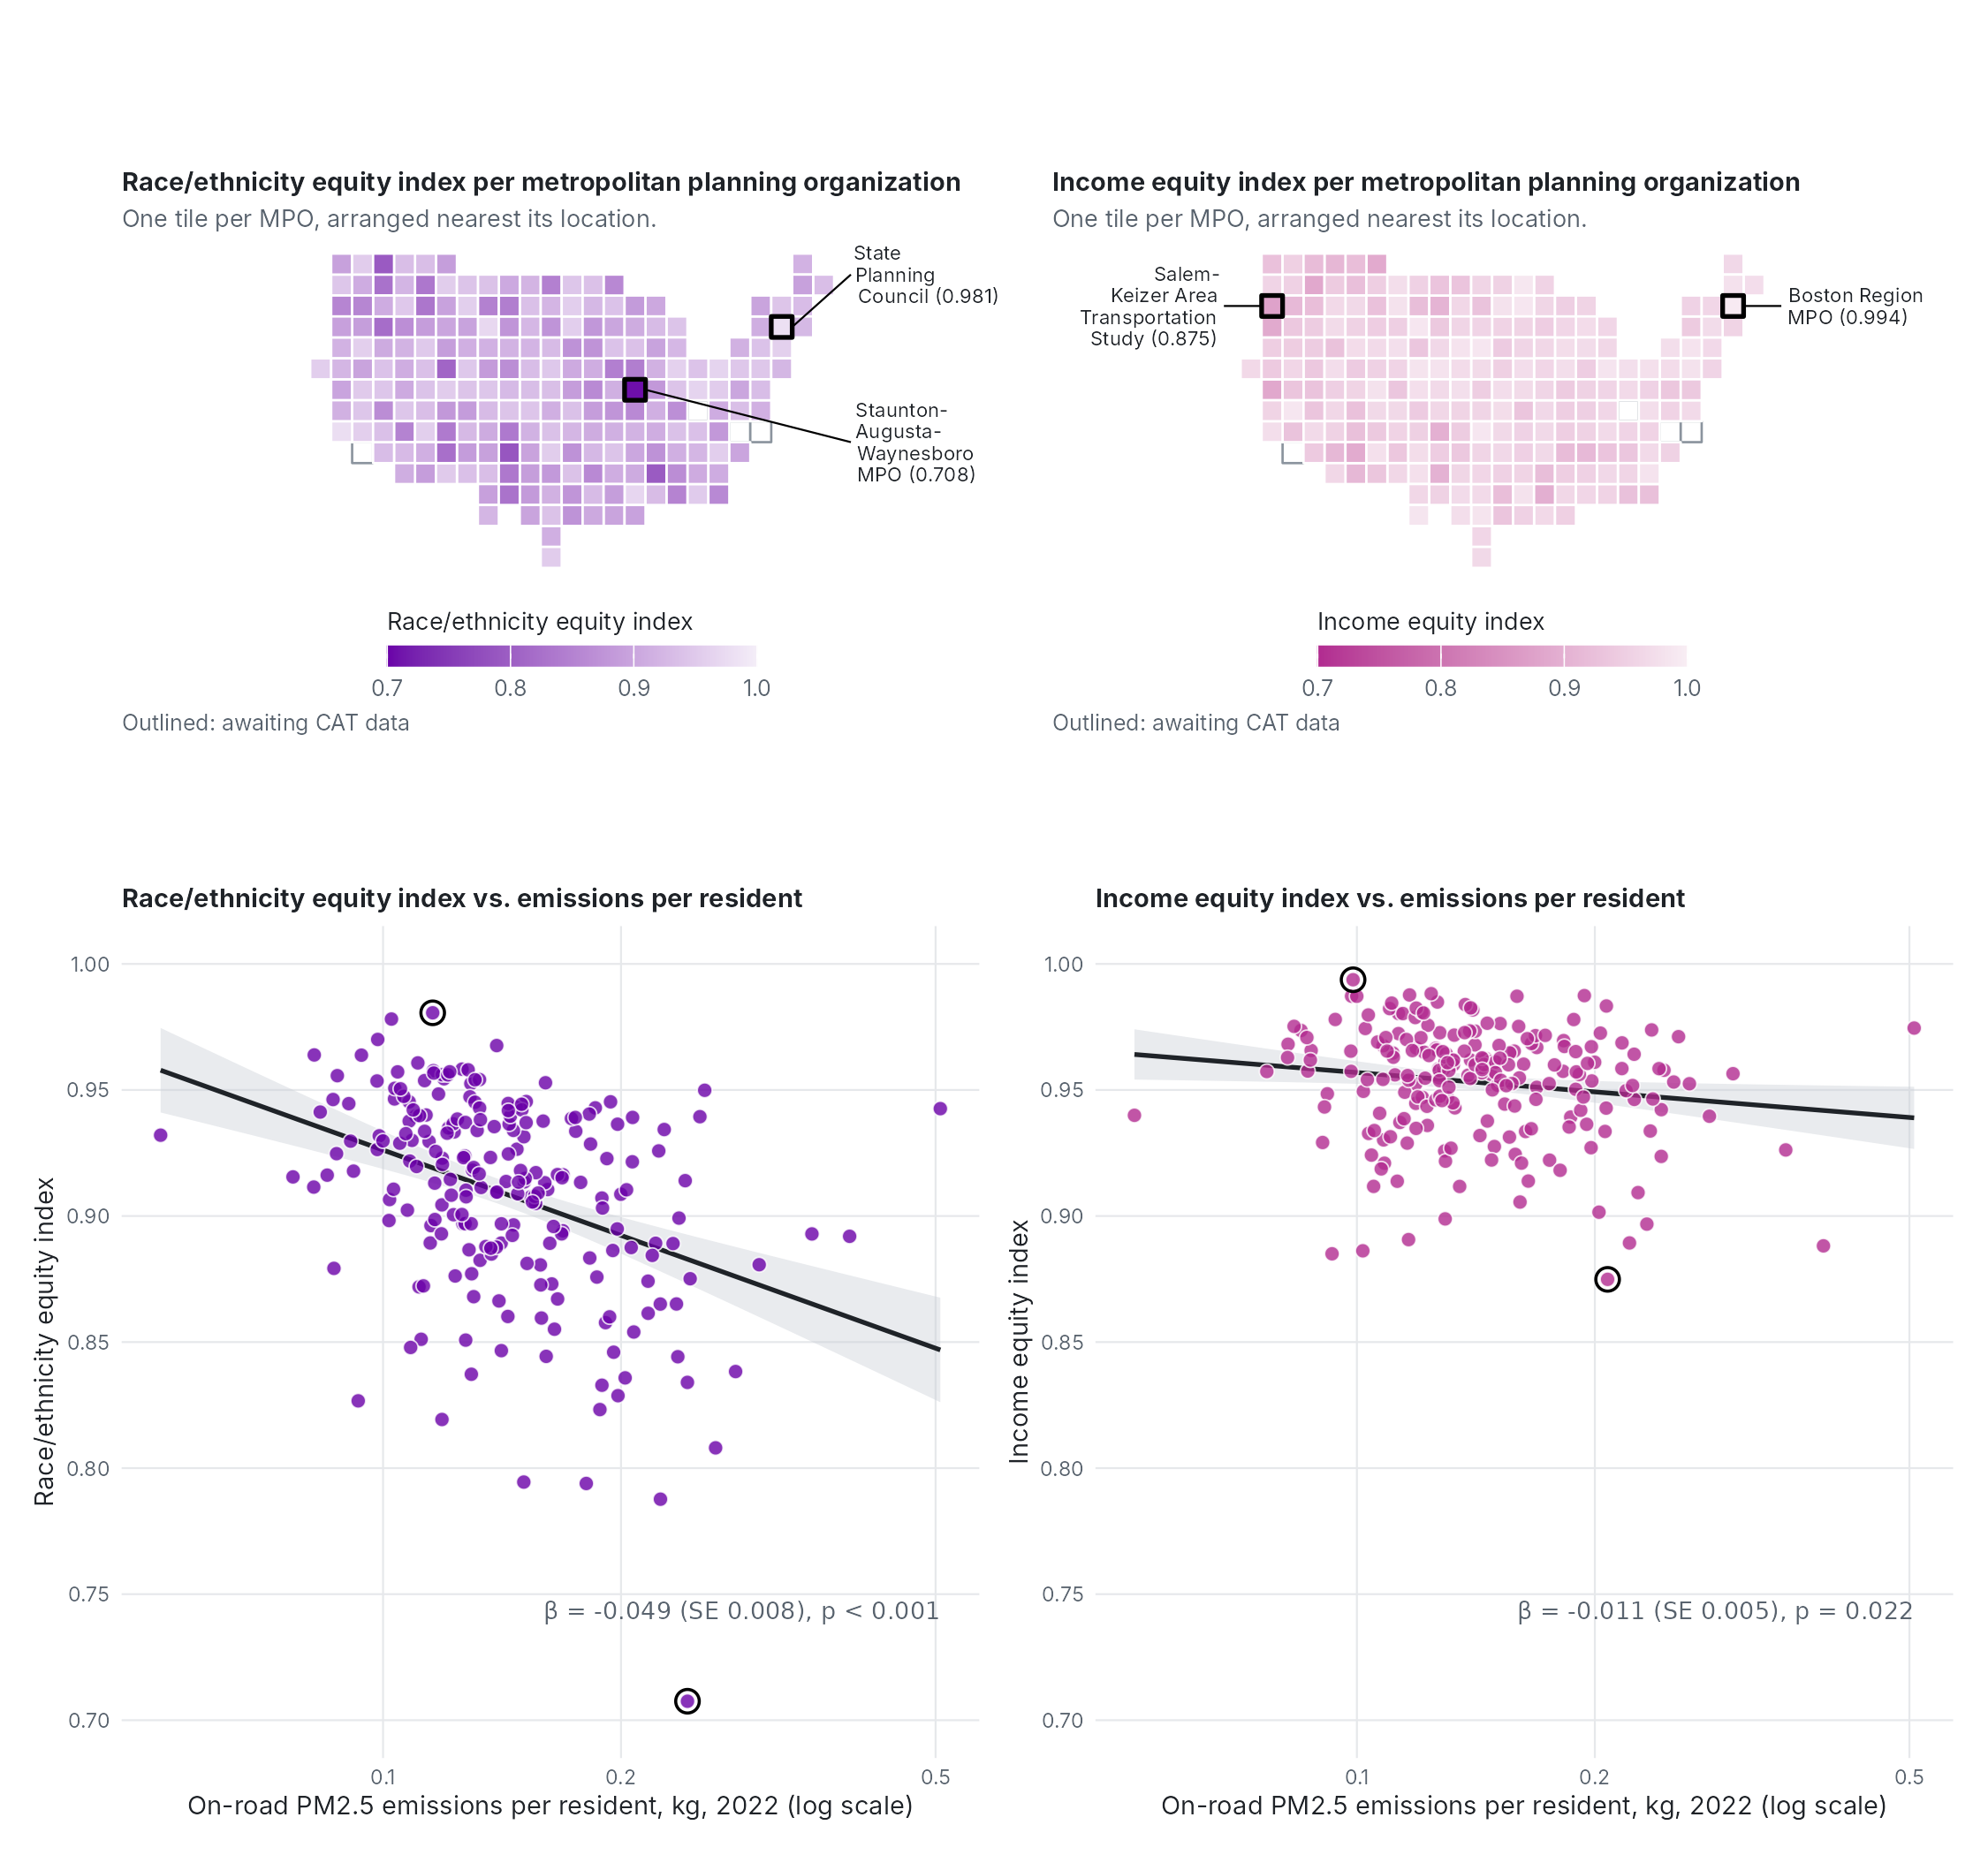 Race/ethnicity equity index per metropolitan planning organization
One tile per MPO, arranged nearest its location.
State
Planning
Council (0.981)
Staunton-
Augusta-
Waynesboro
MPO (0.708)
Race/ethnicity equity index
0.7 0.8 0.9 1.0
Outlined: awaiting CAT data
Income equity index per metropolitan planning organization
One tile per MPO, arranged nearest its location.
Salem-
Keizer Area
Transportation
Study (0.875)
Boston Region
MPO (0.994)
Income equity index
0.7 0.8 0.9 1.0
Outlined: awaiting CAT data
Race/ethnicity equity index vs. emissions per resident
Race/ethnicity equity index
1.00
0.95
0.90
0.85
0.80
0.75
0.70
β = -0.049 (SE 0.008), p < 0.001
0.1 0.2 0.5
On-road PM2.5 emissions per resident, kg, 2022 (log scale)
Income equity index vs. emissions per resident
Income equity index
1.00
0.95
0.90
0.85
0.80
0.75
0.70
β = -0.011 (SE 0.005), p = 0.022
0.1 0.2 0.5
On-road PM2.5 emissions per resident, kg, 2022 (log scale)